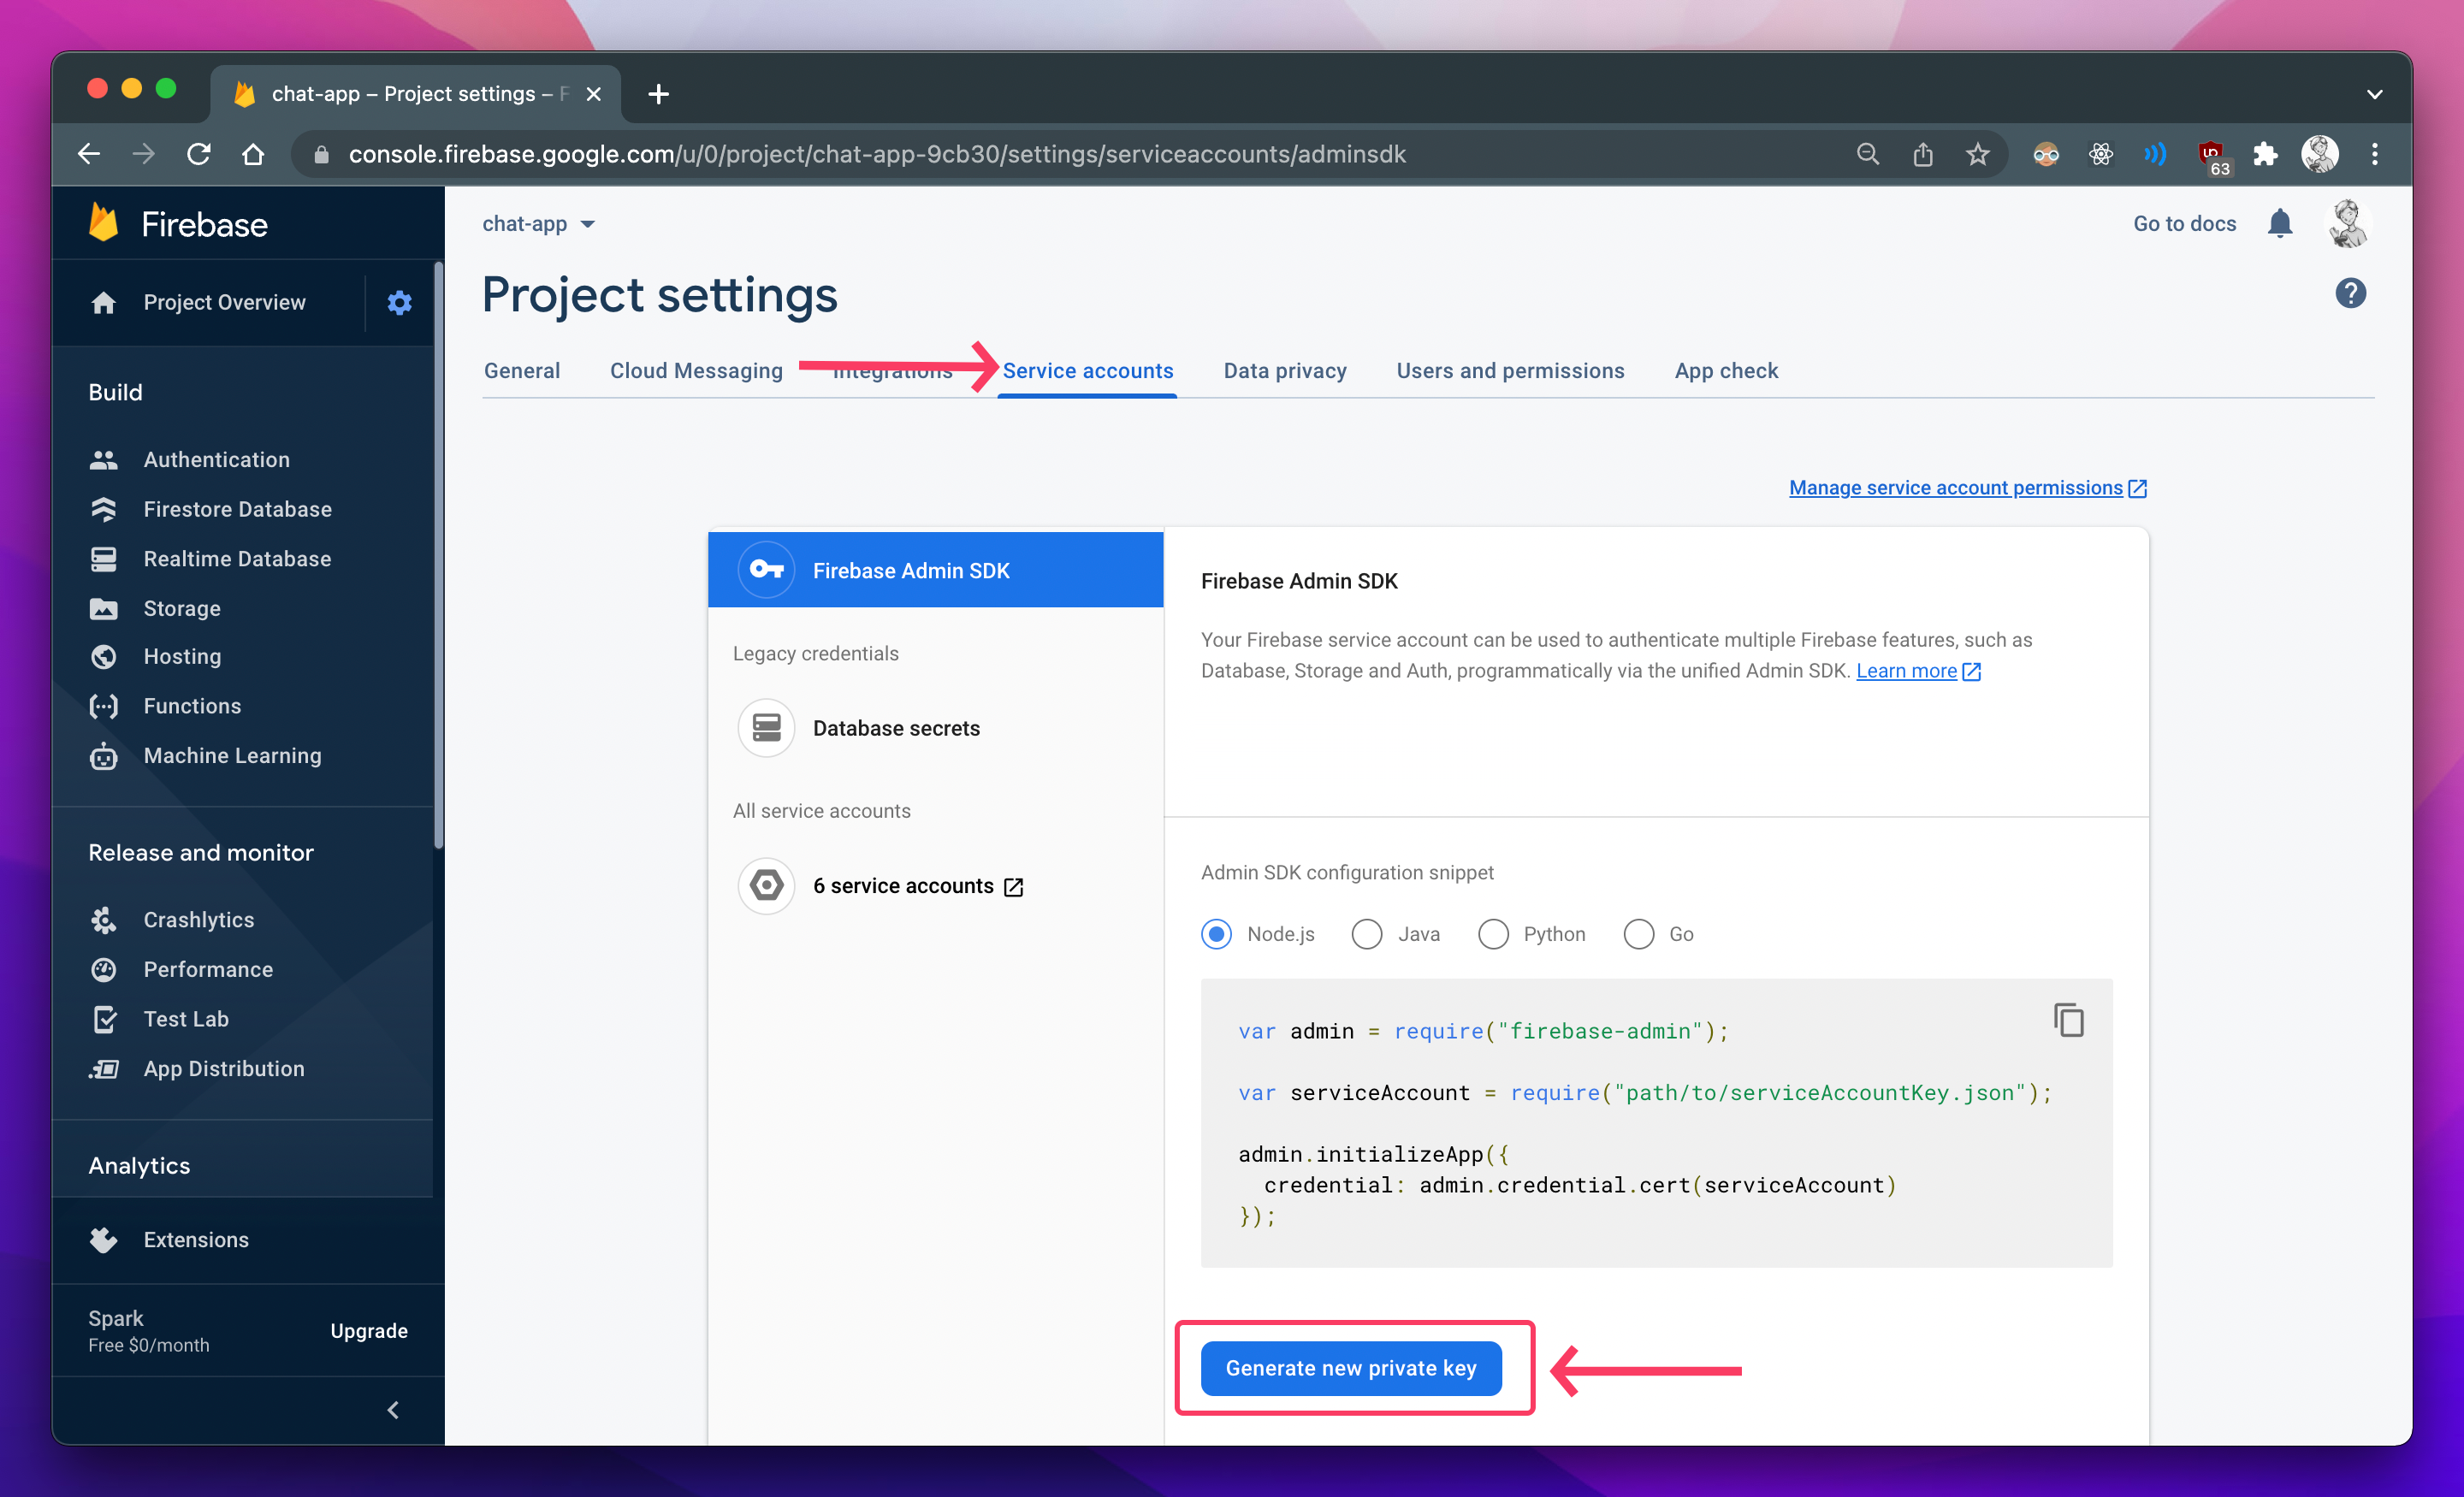 chat-app – Project settings – F
console.firebase.google.com/u/0/project/chat-app-9cb30/settings/serviceaccounts/adminsdk
63
Firebase
Project Overview
Build
Authentication
Firestore Database
Realtime Database
Storage
Hosting
Functions
Machine Learning
Release and monitor
Crashlytics
Performance
Test Lab
App Distribution
Analytics
Extensions
Spark
Free $0/month
Upgrade
chat-app
Go to docs
Project settings
General Cloud Messaging Integrations Service accounts Data privacy Users and permissions App check
Manage service account permissions
Firebase Admin SDK
Legacy credentials
Database secrets
All service accounts
6 service accounts
Firebase Admin SDK
Your Firebase service account can be used to authenticate multiple Firebase features, such as
Database, Storage and Auth, programmatically via the unified Admin SDK. Learn more
Admin SDK configuration snippet
Node.js Java Python Go
var admin = require("firebase-admin");
var serviceAccount = require("path/to/serviceAccountKey.json");
admin.initializeApp({
  credential: admin.credential.cert(serviceAccount)
});
Generate new private key